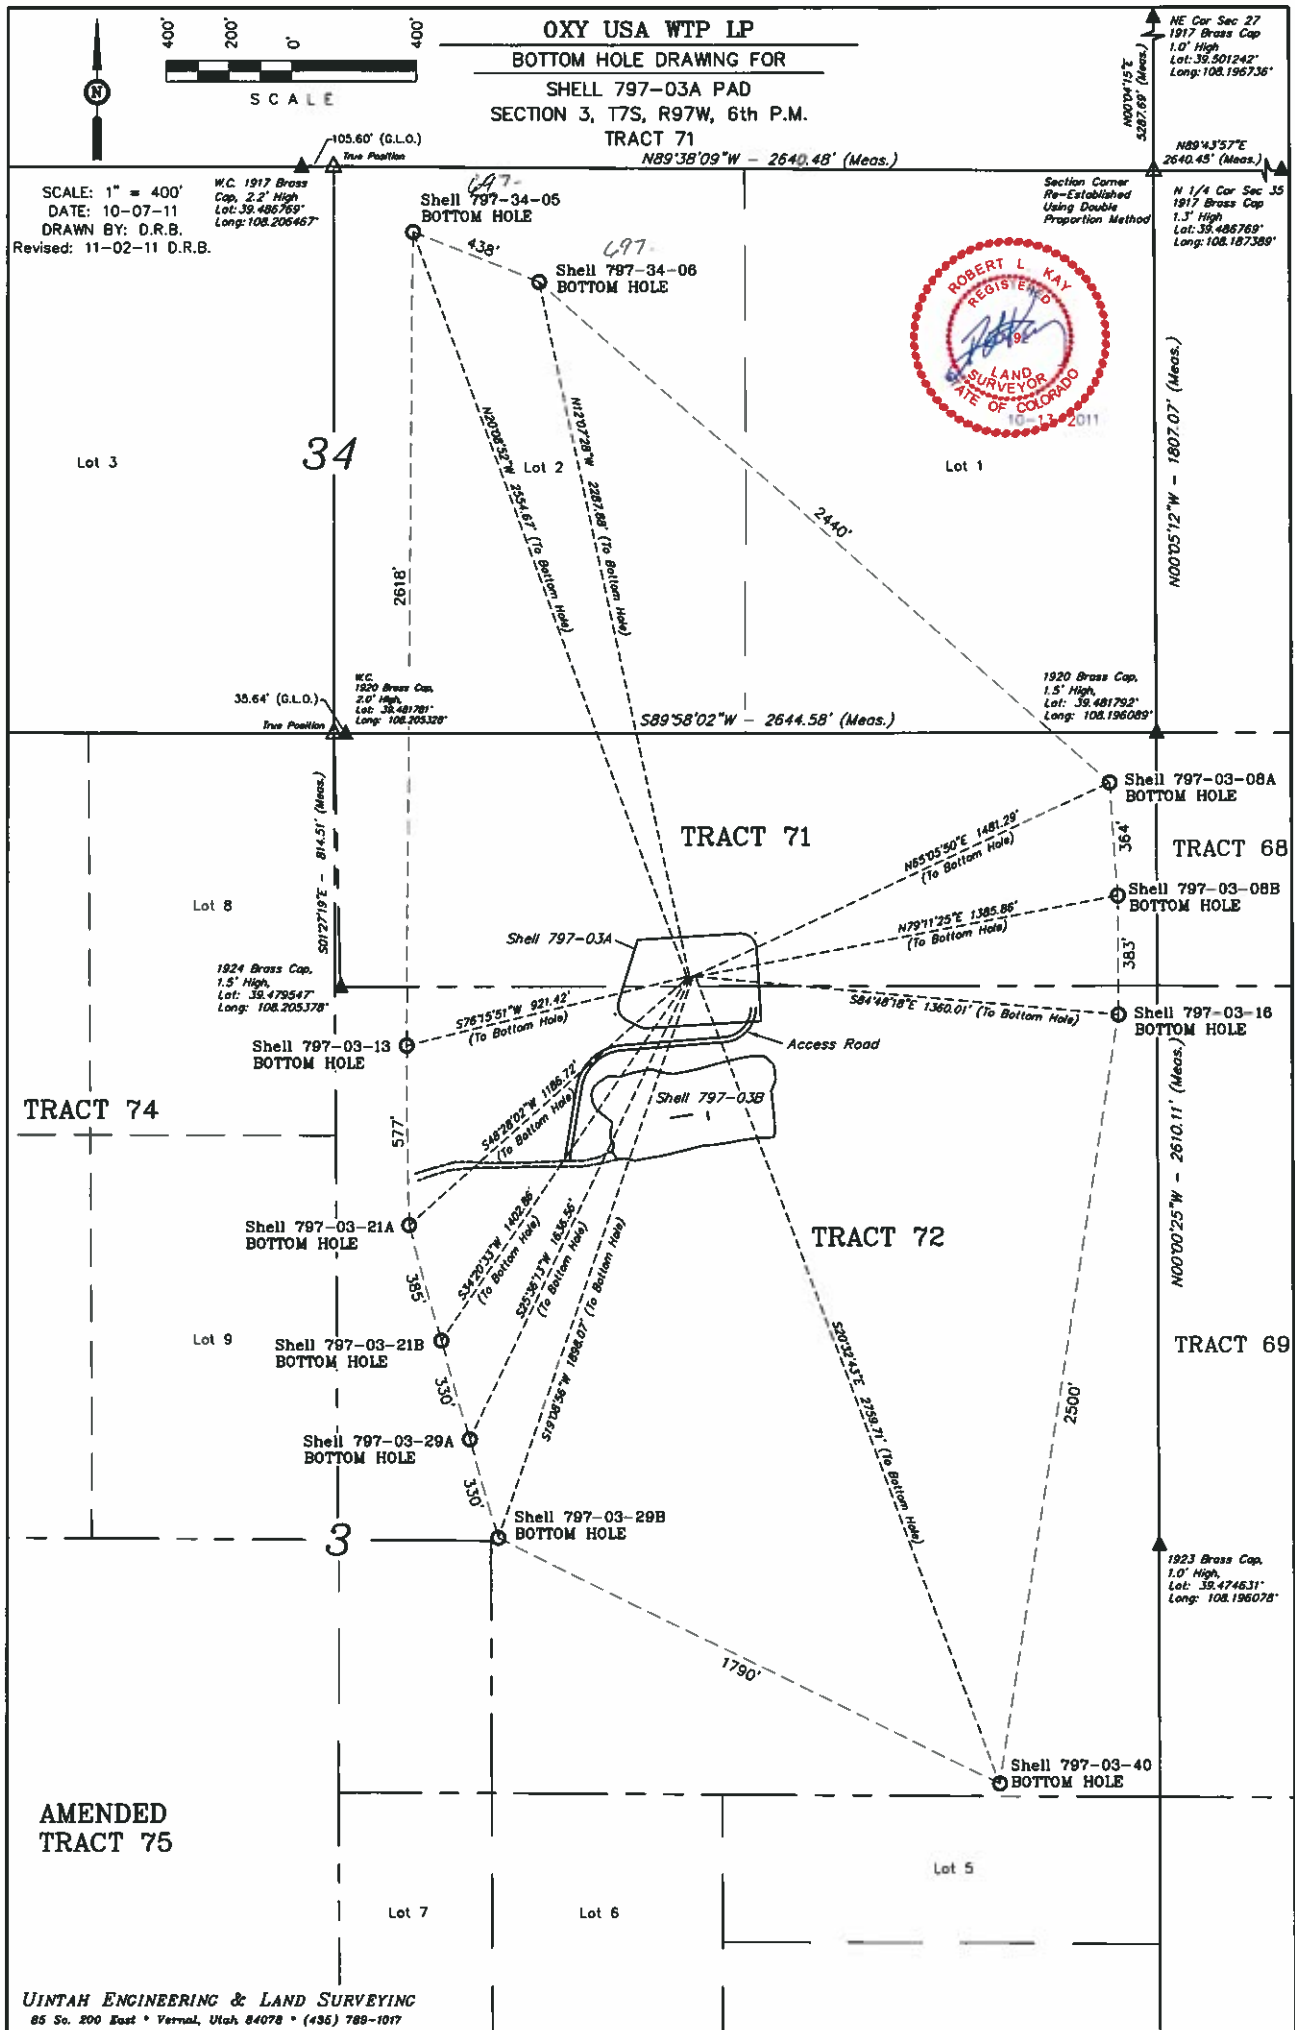 OXY USA WTP LP
BOTTOM HOLE DRAWING FOR
SHELL 797-03A PAD
SECTION 3, T7S, R97W, 6th P.M.
TRACT 71
400' 200' 0' 400'
SCALE
N
SCALE: 1" = 400'
DATE: 10-07-11
DRAWN BY: D.R.B.
Revised: 11-02-11 D.R.B.
105.60' (G.L.O.)
True Position
W.C. 1917 Brass
Cap, 2.2' High
Lat: 39.486769°
Long: 108.206467°
N89°38'09"W - 2640.48' (Meas.)
NE Cor Sec 27
1917 Brass Cap
1.0' High
Lat: 39.501242°
Long: 108.196736°
N00°04'15"E
5287.69' (Meas.)
N89°43'57"E
2640.45' (Meas.)
Section Corner
Re-Established
Using Double
Proportion Method
N 1/4 Cor Sec 35
1917 Brass Cap
1.3' High
Lat: 39.486769°
Long: 108.187389°
697-
Shell 797-34-05
BOTTOM HOLE
438'
697-
Shell 797-34-06
BOTTOM HOLE
ROBERT L KAY
REGISTERED
LAND
SURVEYOR
STATE OF COLORADO
10-13-2011
Lot 3
34
Lot 2
Lot 1
N20°08'52"W 2554.67' (To Bottom Hole)
N12°07'28"W 2287.88' (To Bottom Hole)
2440'
2618'
N00°05'12"W - 1807.07' (Meas.)
W.C.
1920 Brass Cap,
2.0' High,
Lat: 39.481781°
Long: 108.205328°
35.64' (G.L.O.)
True Position
S89°58'02"W - 2644.58' (Meas.)
1920 Brass Cap,
1.5' High,
Lat: 39.481792°
Long: 108.196089°
S01°27'19"E - 814.51' (Meas.)
TRACT 71
Shell 797-03-08A
BOTTOM HOLE
N65°05'50"E 1481.29'
(To Bottom Hole)
364'
TRACT 68
Shell 797-03-08B
BOTTOM HOLE
N79°11'25"E 1385.86'
(To Bottom Hole)
383'
Lot 8
Shell 797-03A
1924 Brass Cap,
1.5' High,
Lat: 39.479547°
Long: 108.205378°
S76°15'51"W 921.42'
(To Bottom Hole)
S84°48'18"E 1360.01' (To Bottom Hole)
Shell 797-03-16
BOTTOM HOLE
Shell 797-03-13
BOTTOM HOLE
Access Road
Shell 797-03B
TRACT 74
577'
S48°28'02"W 1186.72'
(To Bottom Hole)
N00°00'25"W - 2610.11' (Meas.)
Shell 797-03-21A
BOTTOM HOLE
TRACT 72
385'
S34°20'33"W 1402.86'
(To Bottom Hole)
S25°36'13"W 1636.56'
(To Bottom Hole)
S19°08'56"W 1898.07' (To Bottom Hole)
S20°32'43"E 2759.71' (To Bottom Hole)
Lot 9
Shell 797-03-21B
BOTTOM HOLE
TRACT 69
330'
2500'
Shell 797-03-29A
BOTTOM HOLE
330'
Shell 797-03-29B
BOTTOM HOLE
3
1923 Brass Cap,
1.0' High,
Lat: 39.474631°
Long: 108.196078°
1790'
Shell 797-03-40
BOTTOM HOLE
AMENDED
TRACT 75
Lot 5
Lot 7
Lot 6
UINTAH ENGINEERING & LAND SURVEYING
85 So. 200 East * Vernal, Utah 84078 * (435) 789-1017